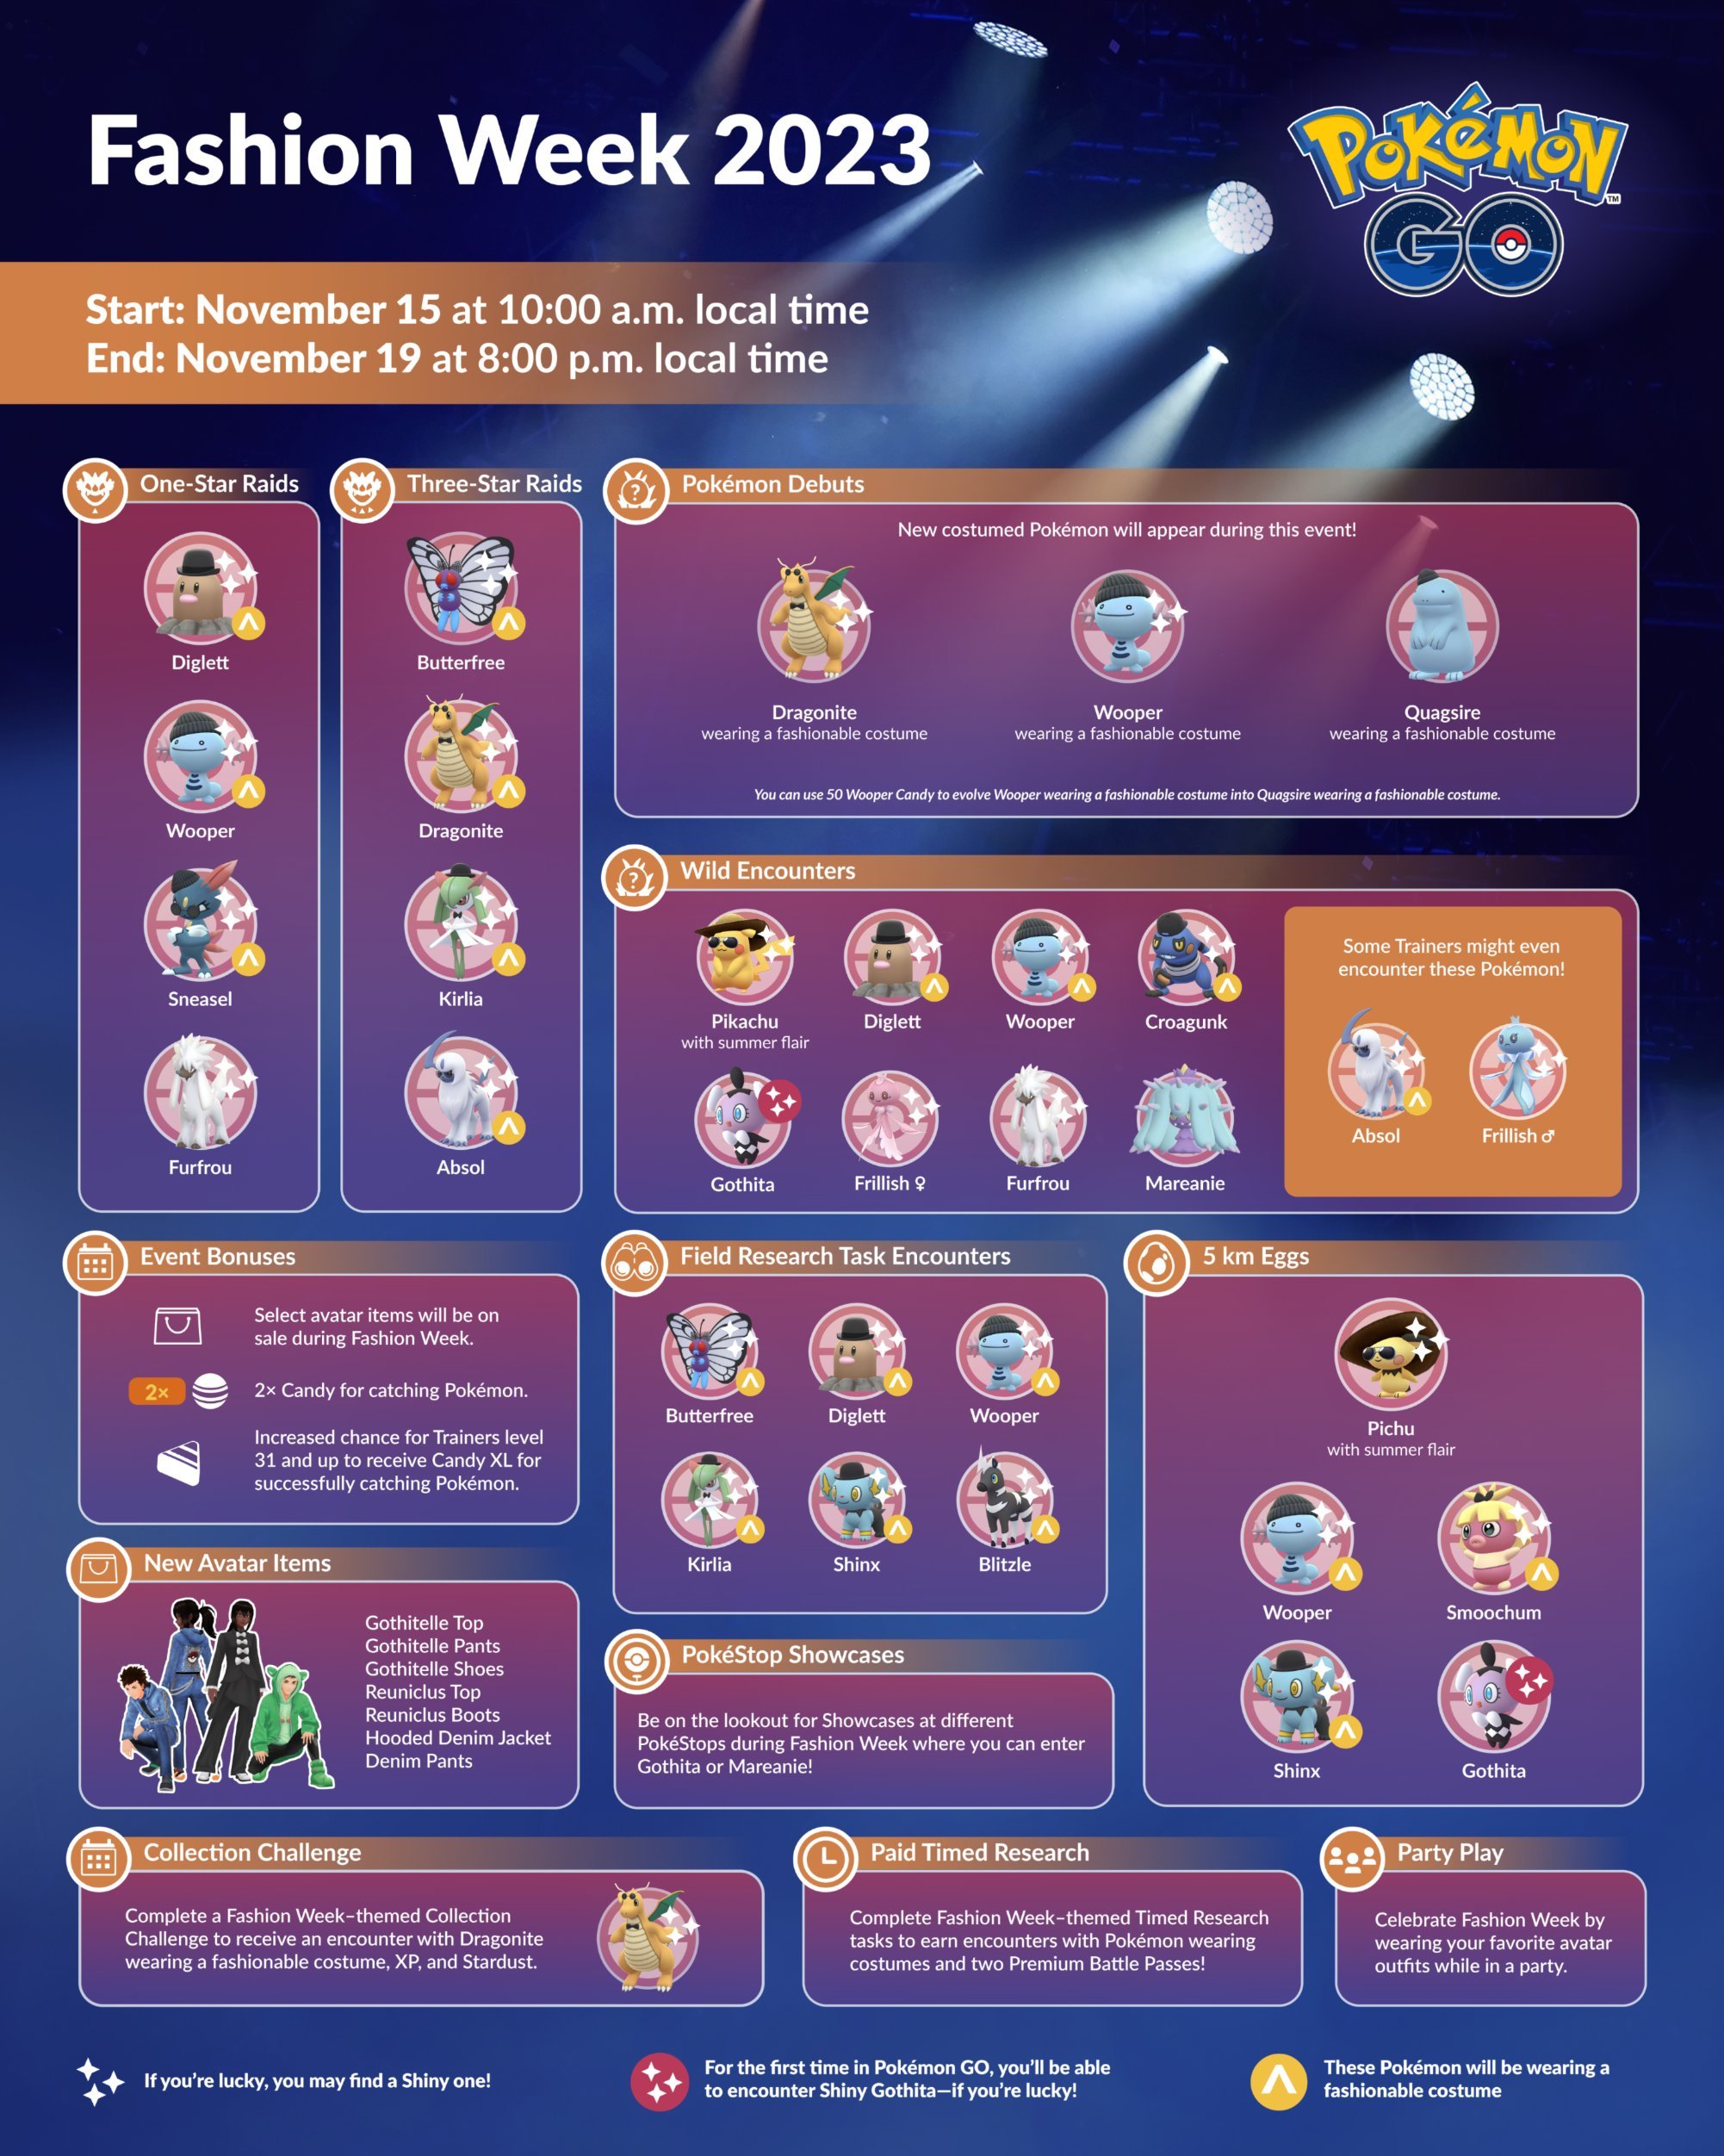 Fashion Week 2023
POKéMON
TM
GO
Start: November 15 at 10:00 a.m. local time
End: November 19 at 8:00 p.m. local time
One-Star Raids
Diglett
Wooper
Sneasel
Furfrou
Three-Star Raids
Butterfree
Dragonite
Kirlia
Absol
Pokémon Debuts
New costumed Pokémon will appear during this event!
Dragonite
wearing a fashionable costume
Wooper
wearing a fashionable costume
Quagsire
wearing a fashionable costume
You can use 50 Wooper Candy to evolve Wooper wearing a fashionable costume into Quagsire wearing a fashionable costume.
Wild Encounters
Pikachu
with summer flair
Diglett
Wooper
Croagunk
Gothita
Frillish ♀
Furfrou
Mareanie
Some Trainers might even
encounter these Pokémon!
Absol
Frillish ♂
Event Bonuses
Select avatar items will be on
sale during Fashion Week.
2×
2× Candy for catching Pokémon.
Increased chance for Trainers level
31 and up to receive Candy XL for
successfully catching Pokémon.
New Avatar Items
Gothitelle Top
Gothitelle Pants
Gothitelle Shoes
Reuniclus Top
Reuniclus Boots
Hooded Denim Jacket
Denim Pants
Field Research Task Encounters
Butterfree
Diglett
Wooper
Kirlia
Shinx
Blitzle
PokéStop Showcases
Be on the lookout for Showcases at different
PokéStops during Fashion Week where you can enter
Gothita or Mareanie!
5 km Eggs
Pichu
with summer flair
Wooper
Smoochum
Shinx
Gothita
Collection Challenge
Complete a Fashion Week–themed Collection
Challenge to receive an encounter with Dragonite
wearing a fashionable costume, XP, and Stardust.
Paid Timed Research
Complete Fashion Week–themed Timed Research
tasks to earn encounters with Pokémon wearing
costumes and two Premium Battle Passes!
Party Play
Celebrate Fashion Week by
wearing your favorite avatar
outfits while in a party.
If you're lucky, you may find a Shiny one!
For the first time in Pokémon GO, you'll be able
to encounter Shiny Gothita—if you're lucky!
These Pokémon will be wearing a
fashionable costume